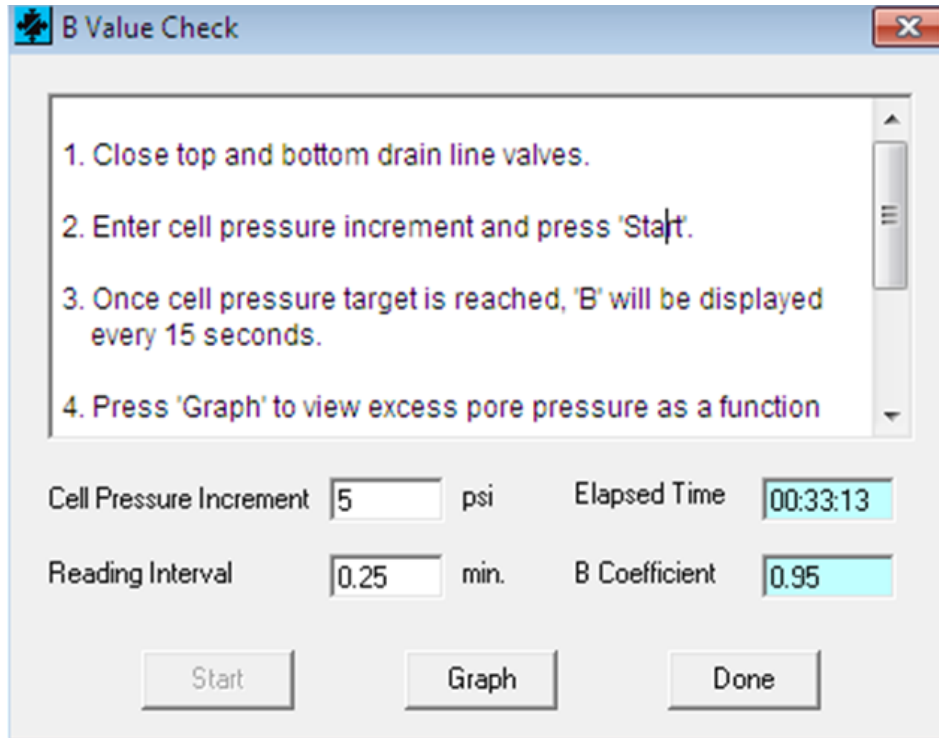 B Value Check
1. Close top and bottom drain line valves.
2. Enter cell pressure increment and press 'Start'.
3. Once cell pressure target is reached, 'B' will be displayed
every 15 seconds.
4. Press 'Graph' to view excess pore pressure as a function
Cell Pressure Increment 5 psi Elapsed Time 00:33:13
Reading Interval 0.25 min. B Coefficient 0.95
Start Graph Done